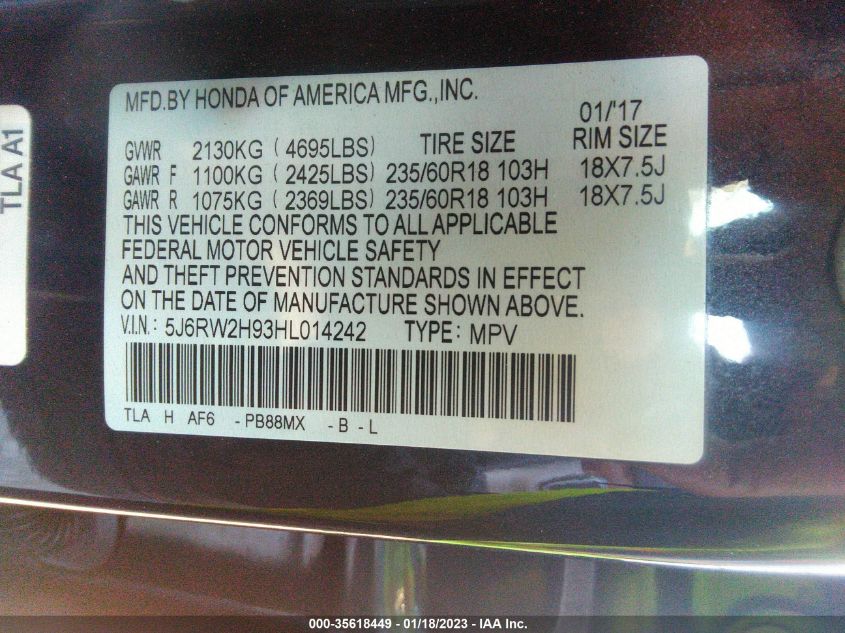 TLA A1
MFD.BY HONDA OF AMERICA MFG.,INC.
01/'17
GVWR 2130KG ( 4695LBS) TIRE SIZE RIM SIZE
GAWR F 1100KG ( 2425LBS) 235/60R18 103H 18X7.5J
GAWR R 1075KG ( 2369LBS) 235/60R18 103H 18X7.5J
THIS VEHICLE CONFORMS TO ALL APPLICABLE
FEDERAL MOTOR VEHICLE SAFETY
AND THEFT PREVENTION STANDARDS IN EFFECT
ON THE DATE OF MANUFACTURE SHOWN ABOVE.
V.I.N: 5J6RW2H93HL014242 TYPE: MPV
TLA H AF6 - PB88MX - B - L
000-35618449 - 01/18/2023 - IAA Inc.